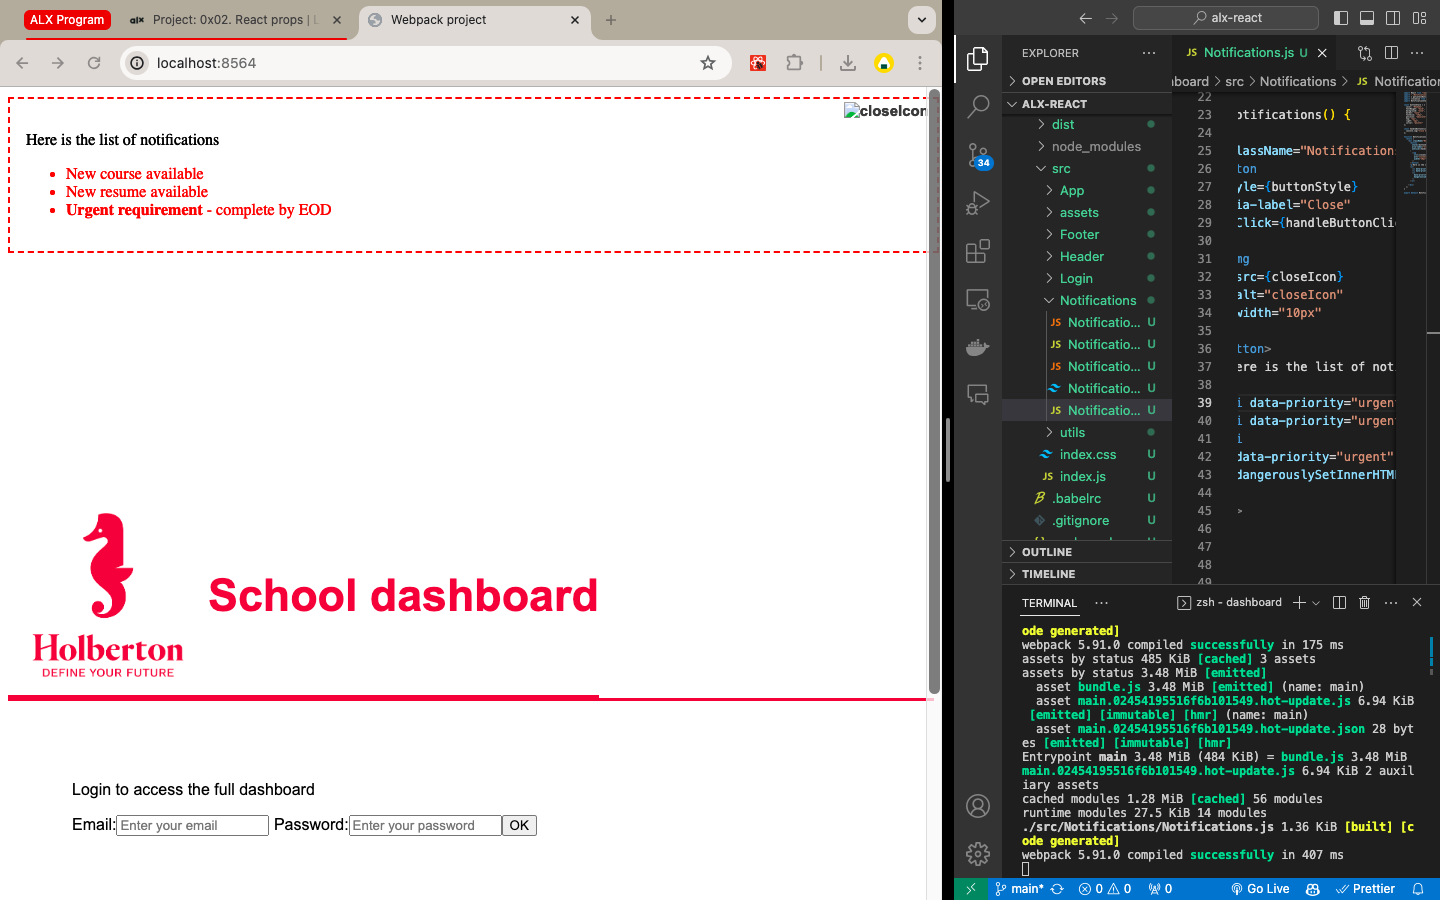 ALX Program
alx Project: 0x02. React props |
Webpack project
localhost:8564
closeIcon
Here is the list of notifications
New course available
New resume available
Urgent requirement - complete by EOD
Holberton
DEFINE YOUR FUTURE
School dashboard
Login to access the full dashboard
Email: Enter your email Password: Enter your password OK
alx-react
EXPLORER
OPEN EDITORS
ALX-REACT
dist
node_modules
src
App
assets
Footer
Header
Login
Notifications
JS Notificatio... U
JS Notificatio... U
JS Notificatio... U
Notificatio... U
JS Notificatio... U
utils
index.css U
JS index.js U
.babelrc U
.gitignore U
OUTLINE
TIMELINE
34
JS Notifications.js U
board > src > Notifications > JS Notification
22
23 otifications() {
24
25 lassName="Notification
26 ton
27 yle={buttonStyle}
28 ia-label="Close"
29 Click={handleButtonCli
30
31 mg
32 src={closeIcon}
33 alt="closeIcon"
34 width="10px"
35
36 tton>
37 ere is the list of not
38
39 i data-priority="urgen
40 i data-priority="urgen
41 i
42 data-priority="urgent"
43 dangerouslySetInnerHTM
44
45 >
46
47
48
49
TERMINAL
zsh - dashboard
ode generated]
webpack 5.91.0 compiled successfully in 175 ms
assets by status 485 KiB [cached] 3 assets
assets by status 3.48 MiB [emitted]
asset bundle.js 3.48 MiB [emitted] (name: main)
asset main.02454195516f6b101549.hot-update.js 6.94 KiB
[emitted] [immutable] [hmr] (name: main)
asset main.02454195516f6b101549.hot-update.json 28 byt
es [emitted] [immutable] [hmr]
Entrypoint main 3.48 MiB (484 KiB) = bundle.js 3.48 MiB
main.02454195516f6b101549.hot-update.js 6.94 KiB 2 auxil
iary assets
cached modules 1.28 MiB [cached] 56 modules
runtime modules 27.5 KiB 14 modules
./src/Notifications/Notifications.js 1.36 KiB [built] [c
ode generated]
webpack 5.91.0 compiled successfully in 407 ms
main* 0 0 0 Go Live Prettier